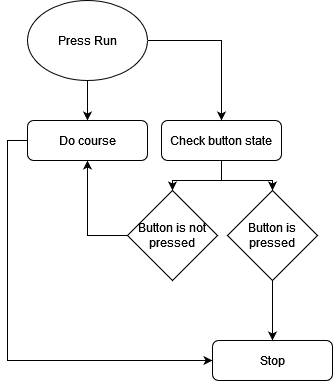 Press Run
Do course
Check button state
Button is not
pressed
Button is
pressed
Stop